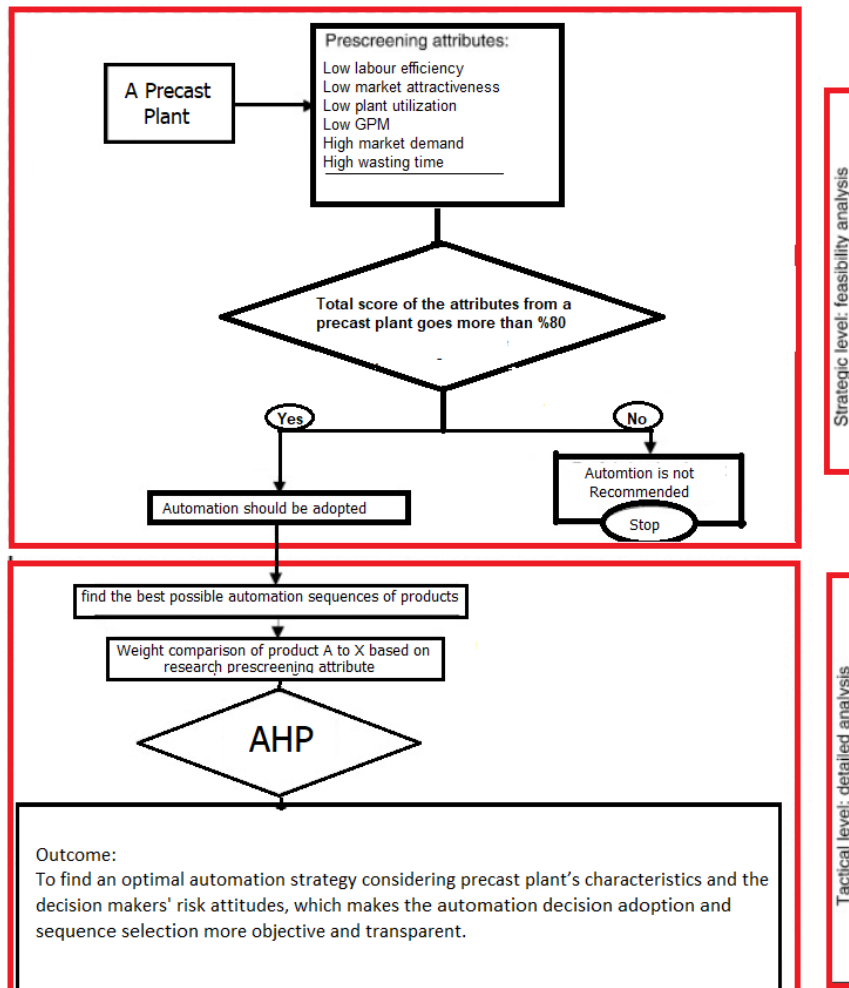 Prescreening attributes:
Low labour efficiency
Low market attractiveness
Low plant utilization
Low GPM
High market demand
High wasting time
A Precast
Plant
Total score of the attributes from a
precast plant goes more than %80
Yes
No
Automation should be adopted
Automtion is not
Recommended
Stop
Strategic level: feasibility analysis
find the best possible automation sequences of products
Weight comparison of product A to X based on
research prescreening attribute
AHP
Outcome:
To find an optimal automation strategy considering precast plant's characteristics and the
decision makers' risk attitudes, which makes the automation decision adoption and
sequence selection more objective and transparent.
Tactical level: detailed analysis